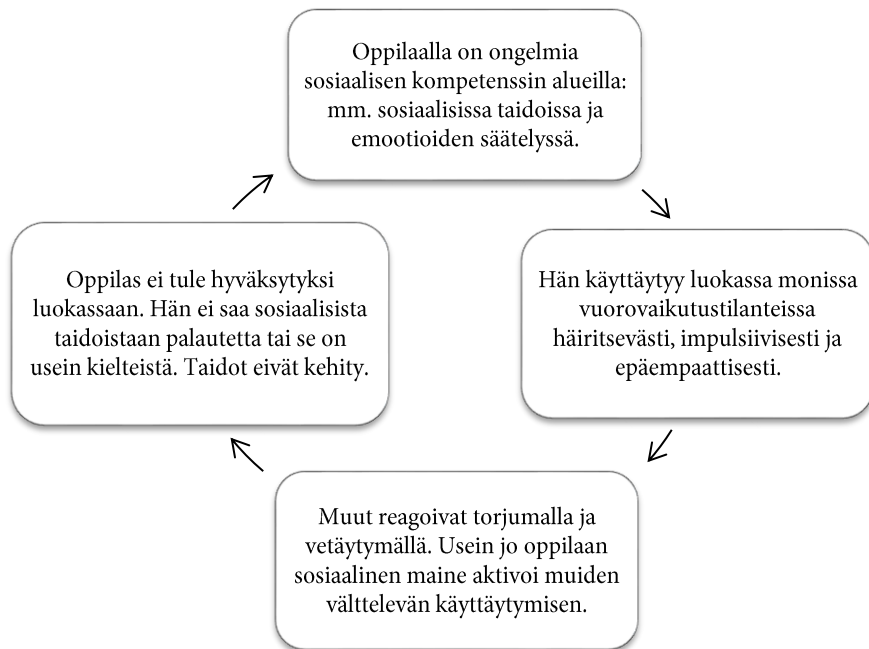 Oppilaalla on ongelmia
sosiaalisen kompetenssin alueilla:
mm. sosiaalisissa taidoissa ja
emootioiden säätelyssä.
Hän käyttäytyy luokassa monissa
vuorovaikutustilanteissa
häiritsevästi, impulsiivisesti ja
epäempaattisesti.
Muut reagoivat torjumalla ja
vetäytymällä. Usein jo oppilaan
sosiaalinen maine aktivoi muiden
välttelevän käyttäytymisen.
Oppilas ei tule hyväksytyksi
luokassaan. Hän ei saa sosiaalisista
taidoistaan palautetta tai se on
usein kielteistä. Taidot eivät kehity.